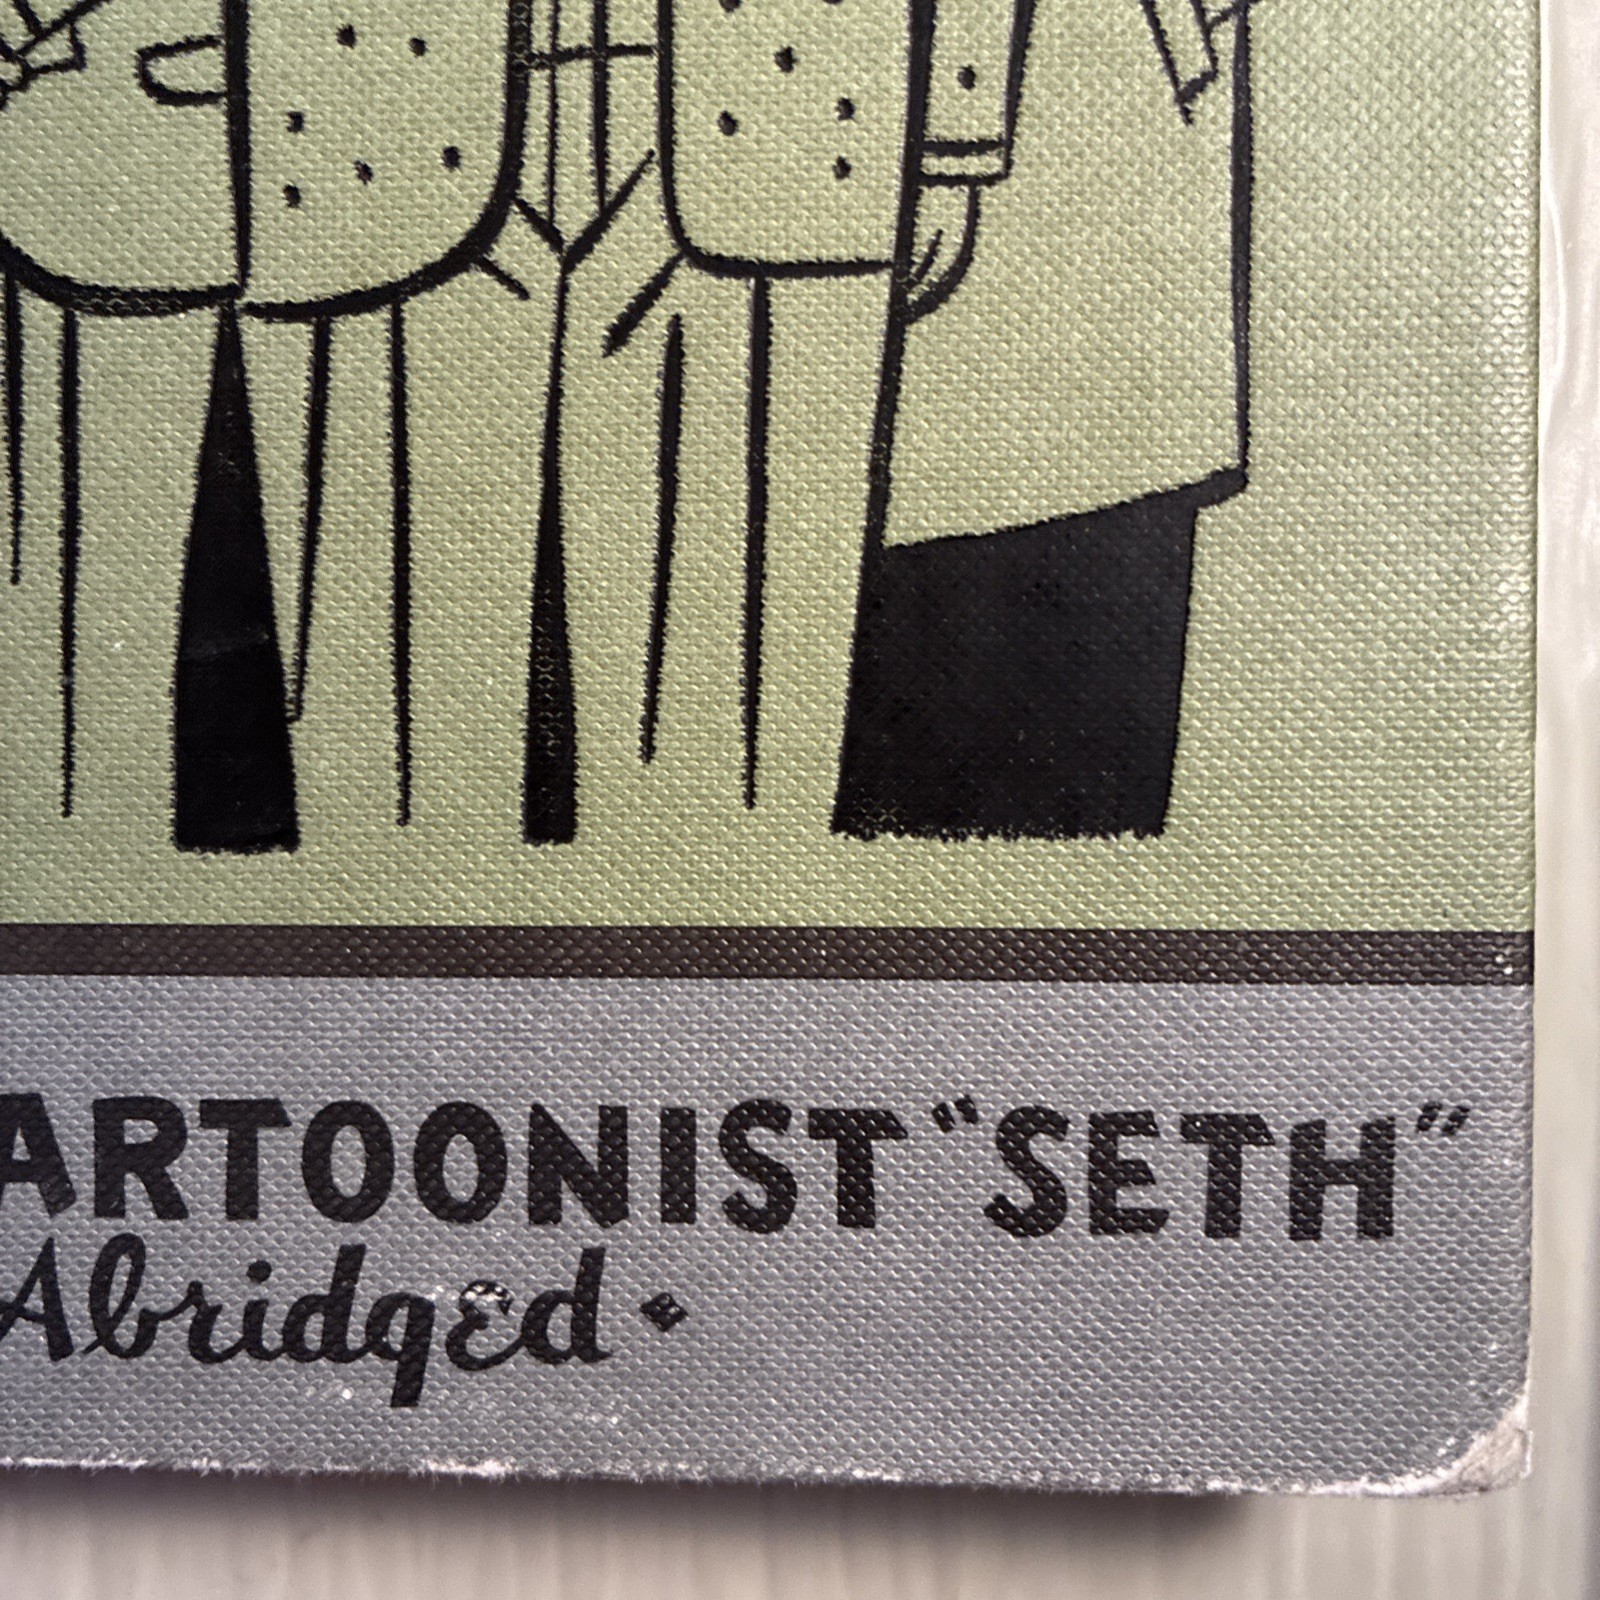 ARTOONIST "SETH"
Abridged ◆